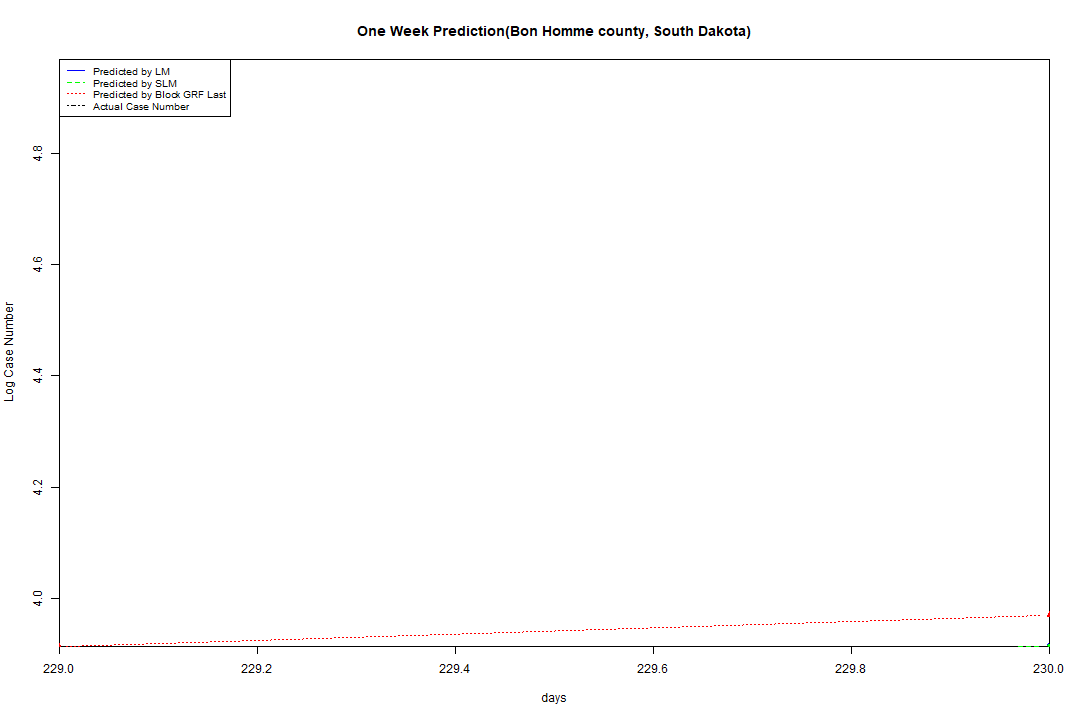 One Week Prediction(Bon Homme county, South Dakota)
Predicted by LM
Predicted by SLM
Predicted by Block GRF Last
Actual Case Number
Log Case Number
4.8
4.6
4.4
4.2
4.0
229.0 229.2 229.4 229.6 229.8 230.0
days